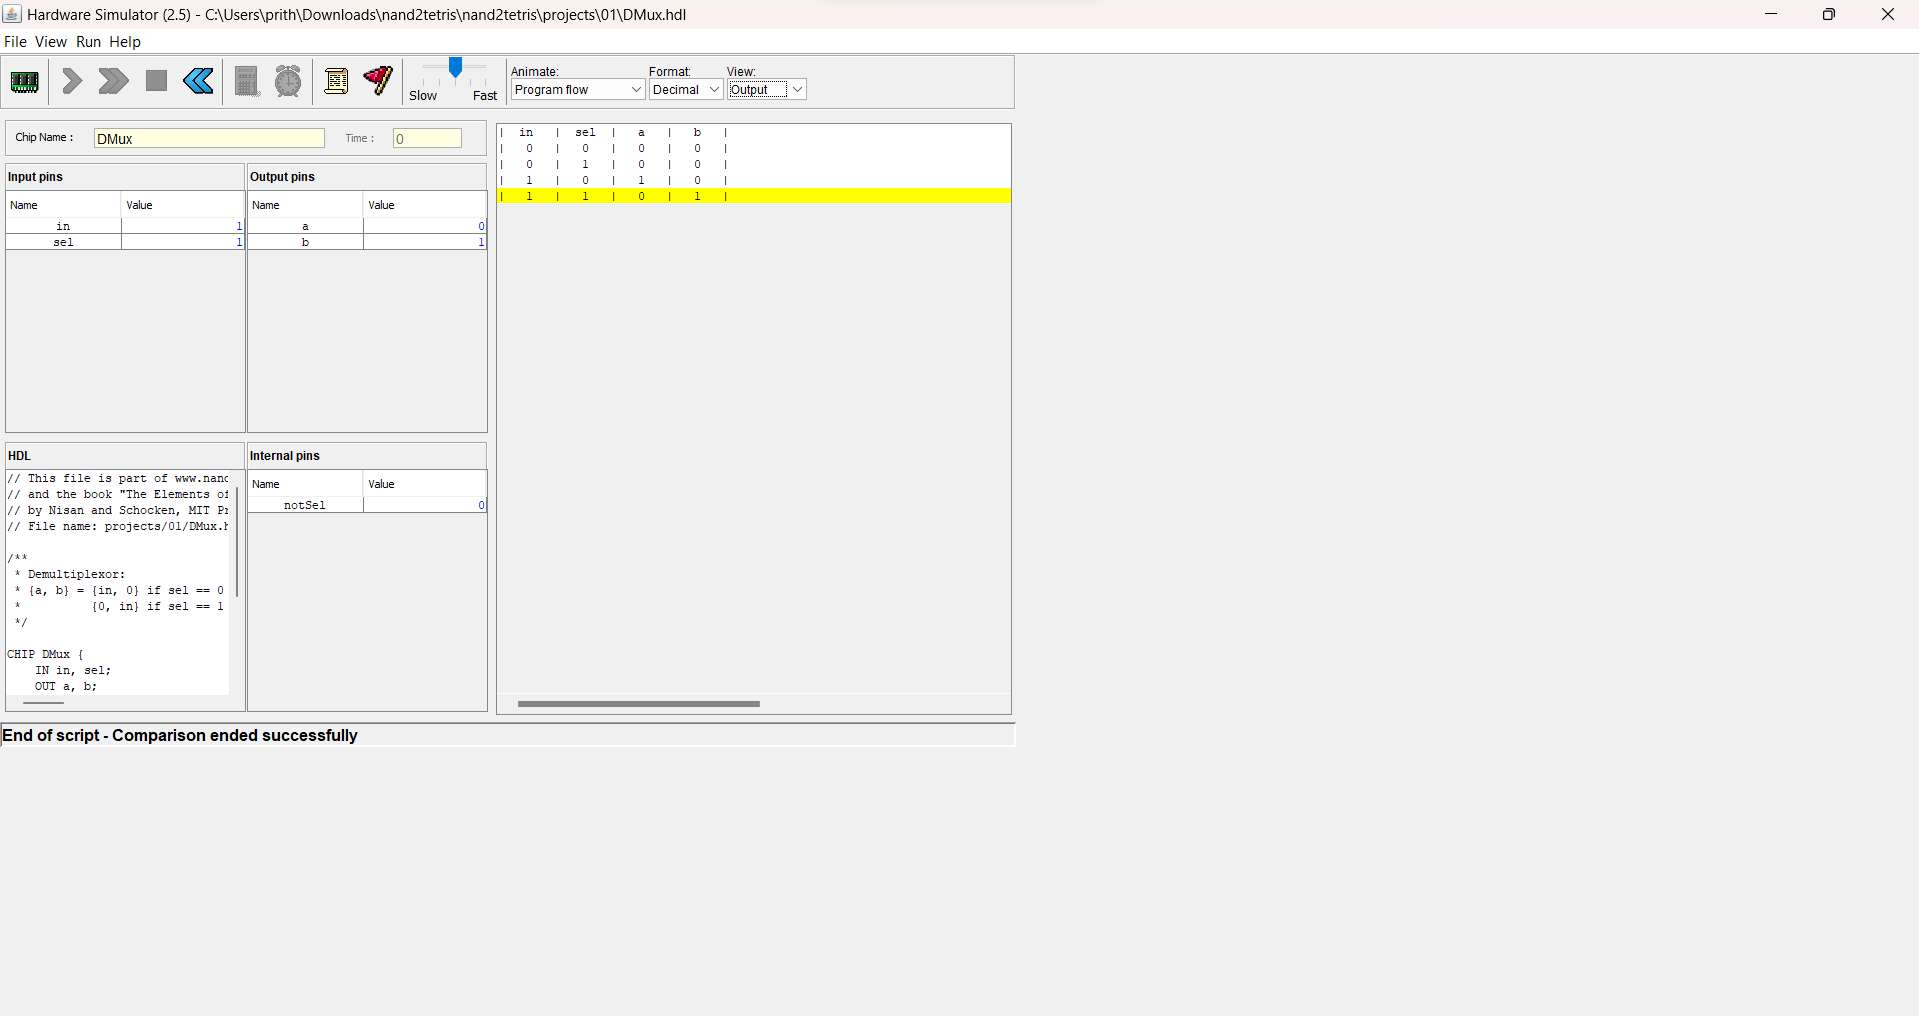 Hardware Simulator (2.5) - C:\Users\prith\Downloads\nand2tetris\nand2tetris\projects\01\DMux.hdl
File View Run Help
Slow Fast
Animate: Format: View:
Program flow Decimal Output
Chip Name : DMux Time : 0
Input pins
Name Value
in 1
sel 1
Output pins
Name Value
a 0
b 1
HDL
// This file is part of www.nand
// and the book "The Elements of
// by Nisan and Schocken, MIT Pr
// File name: projects/01/DMux.h
/**
* Demultiplexor:
* {a, b} = {in, 0} if sel == 0
* {0, in} if sel == 1
*/
CHIP DMux {
IN in, sel;
OUT a, b;
Internal pins
Name Value
notSel 0
| in | sel | a | b |
| 0 | 0 | 0 | 0 |
| 0 | 1 | 0 | 0 |
| 1 | 0 | 1 | 0 |
| 1 | 1 | 0 | 1 |
End of script - Comparison ended successfully